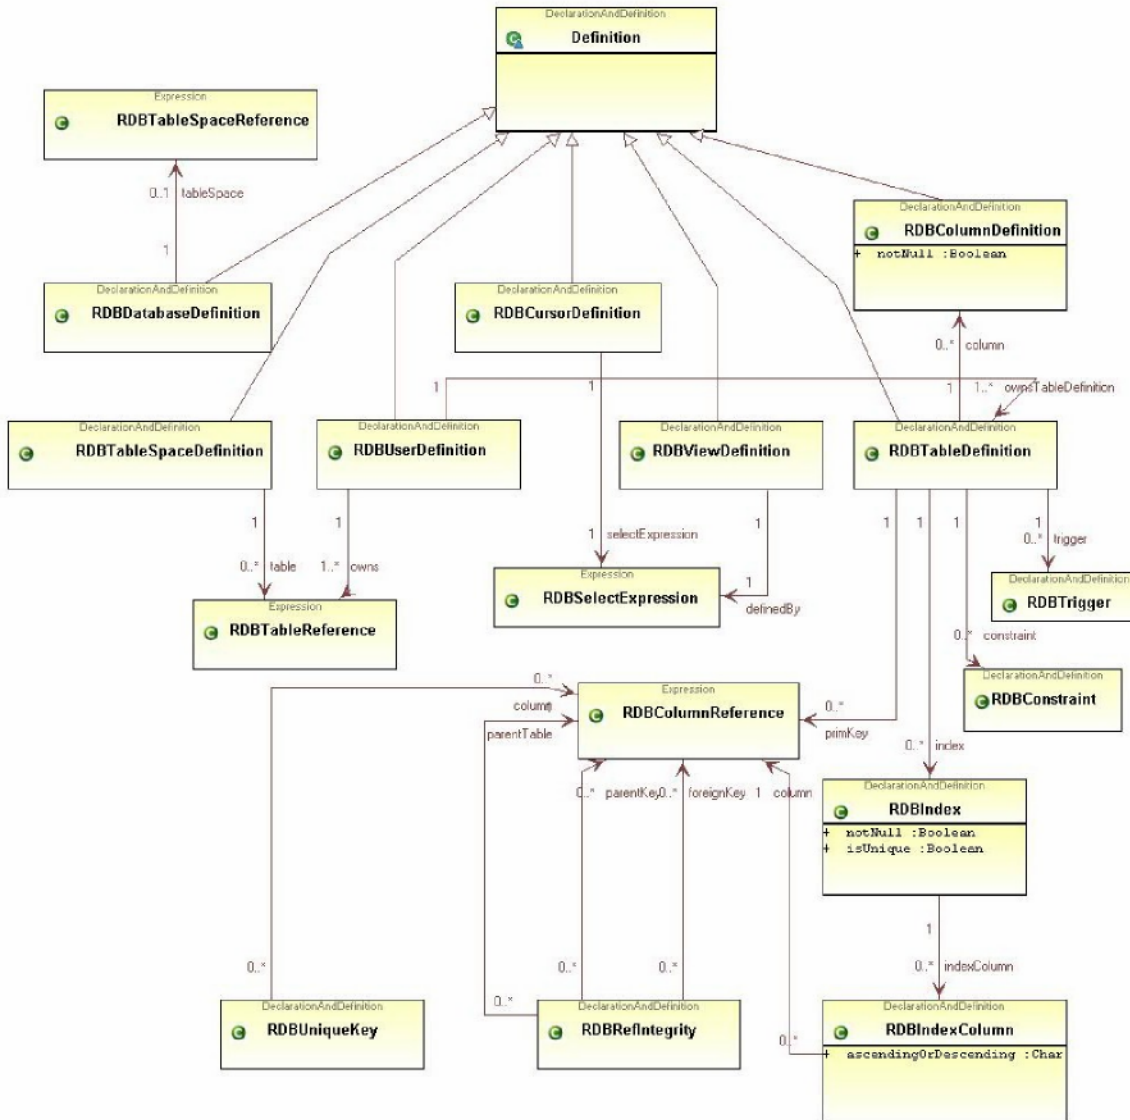 DeclarationAndDefinition
Definition
Expression
RDBTableSpaceReference
0..1 tableSpace
1
DeclarationAndDefinition
RDBColumnDefinition
+ notNull :Boolean
DeclarationAndDefinition
RDBDatabaseDefinition
DeclarationAndDefinition
RDBCursorDefinition
0..* column
1
1
1
1..* ownsTableDefinition
DeclarationAndDefinition
RDBTableSpaceDefinition
DeclarationAndDefinition
RDBUserDefinition
DeclarationAndDefinition
RDBViewDefinition
DeclarationAndDefinition
RDBTableDefinition
1
1
1
1
1
1
1
0..* table
1..* owns
1 selectExpression
0..* trigger
Expression
RDBTableReference
Expression
RDBSelectExpression
1
definedBy
DeclarationAndDefinition
RDBTrigger
0..* constraint
DeclarationAndDefinition
RDBConstraint
0..*
column
parentTable
Expression
RDBColumnReference
0..*
primKey
0..* index
0..* parentKey
0..* foreignKey
1 column
DeclarationAndDefinition
RDBIndex
+ notNull :Boolean
+ isUnique :Boolean
1
0..* indexColumn
0..*
0..*
0..*
0..*
DeclarationAndDefinition
RDBUniqueKey
DeclarationAndDefinition
RDBRefIntegrity
0..*
DeclarationAndDefinition
RDBIndexColumn
+ ascendingOrDescending :Char